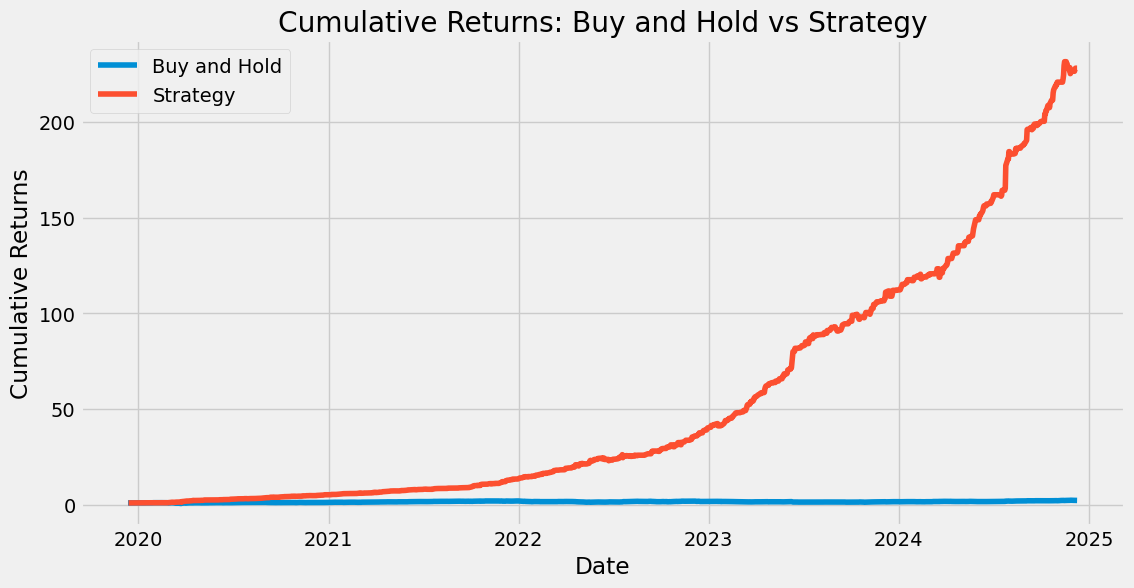 Cumulative Returns: Buy and Hold vs Strategy
Buy and Hold
Strategy
Cumulative Returns
200
150
100
50
0
2020
2021
2022
2023
2024
2025
Date